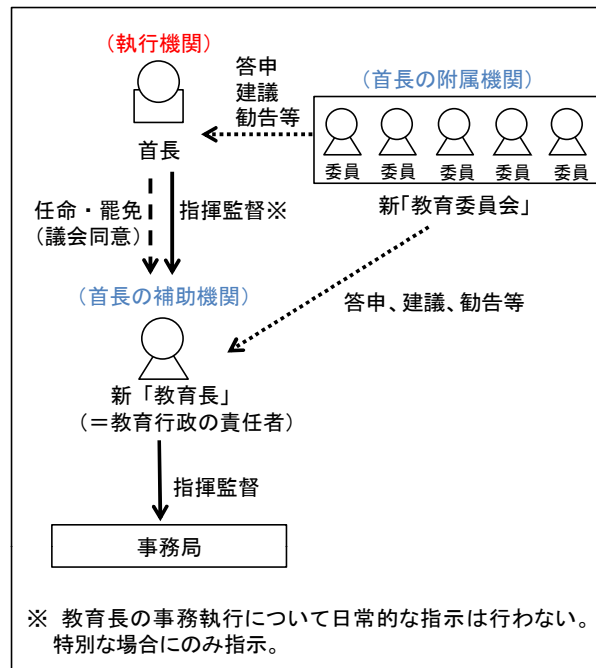 (執行機関)
首長
答申
建議
勧告等
(首長の附属機関)
委員 委員 委員 委員 委員
新「教育委員会」
任命・罷免
(議会同意)
指揮監督※
答申、建議、勧告等
(首長の補助機関)
新「教育長」
(=教育行政の責任者)
指揮監督
事務局
※ 教育長の事務執行について日常的な指示は行わない。
特別な場合にのみ指示。